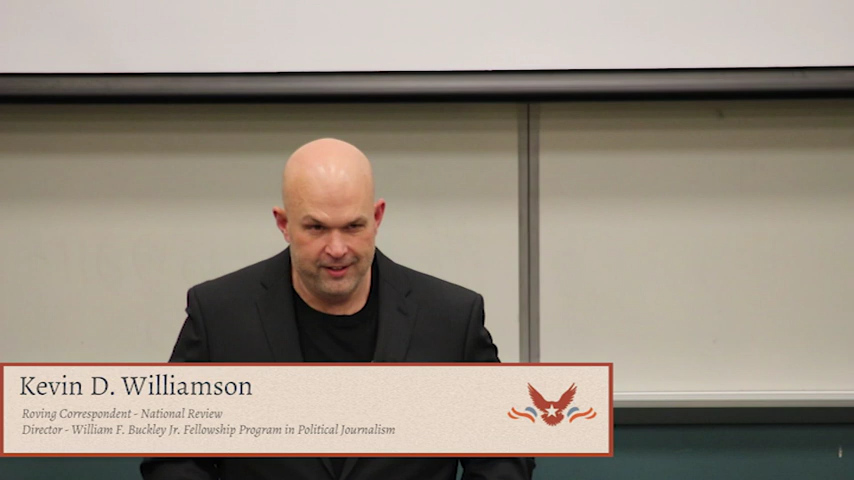 Kevin D. Williamson
Roving Correspondent - National Review
Director - William F. Buckley Jr. Fellowship Program in Political Journalism